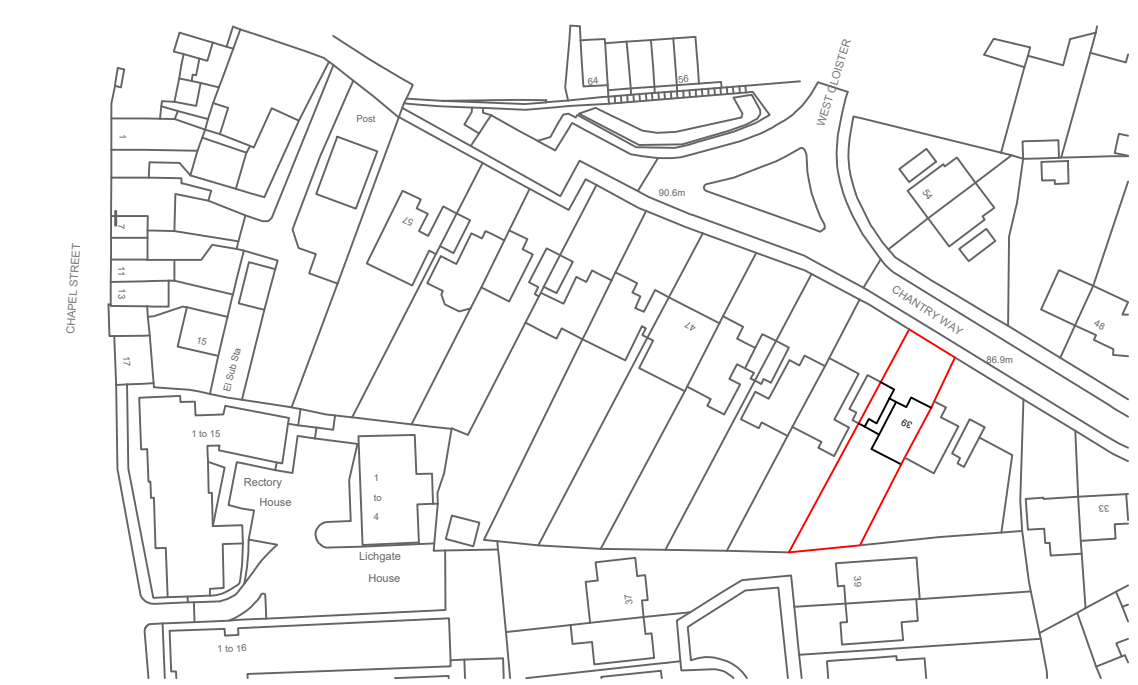 64
56
WEST CLOISTER
1
Post
90.6m
54
57
7
CHAPEL STREET
11
13
15
El Sub Sta
17
CHANTRY WAY
47
48
86.9m
39
1 to 15
Rectory
House
1
to
4
33
Lichgate
House
37
39
1 to 16